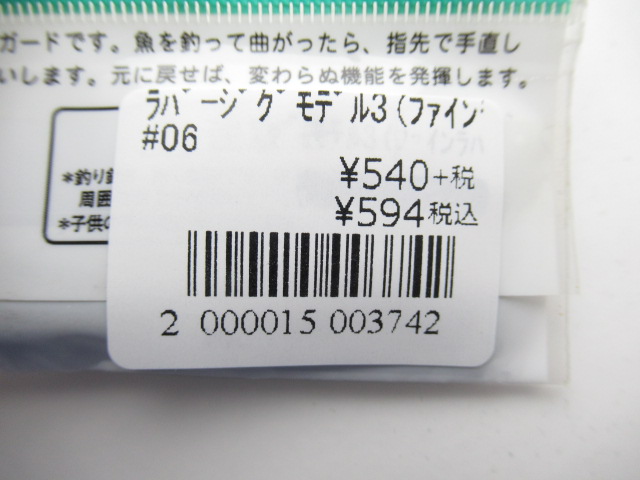 ガードです。魚を釣って曲がったら、指先で手直し
いします。元に戻せば、変わらぬ機能を発揮します。
ﾗﾊﾞｰｼﾞｸﾞﾓﾃﾞﾙ3(ﾌｧｲﾝ
#06
¥540+税
¥594税込
*釣り
周囲
*子供の
2 000015 003742